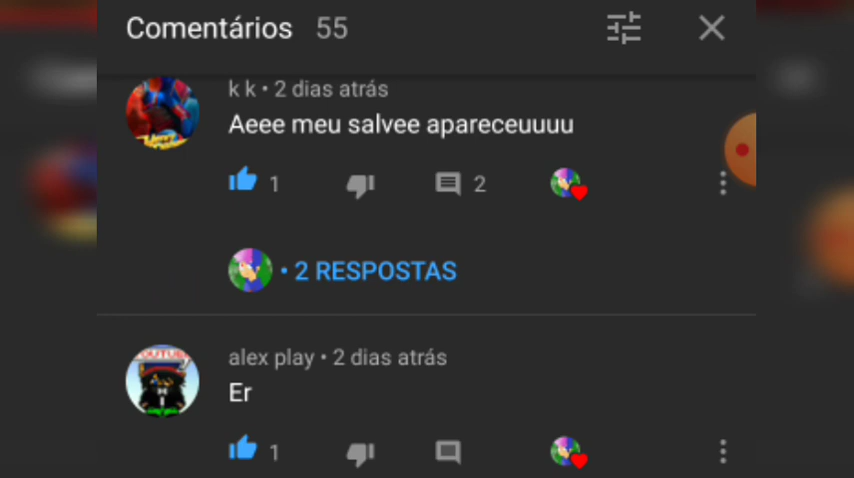 Comentários 55
k k • 2 dias atrás
Aeee meu salvee apareceuuuu
1 2
• 2 RESPOSTAS
YOUTUBE
alex play • 2 dias atrás
Er
1